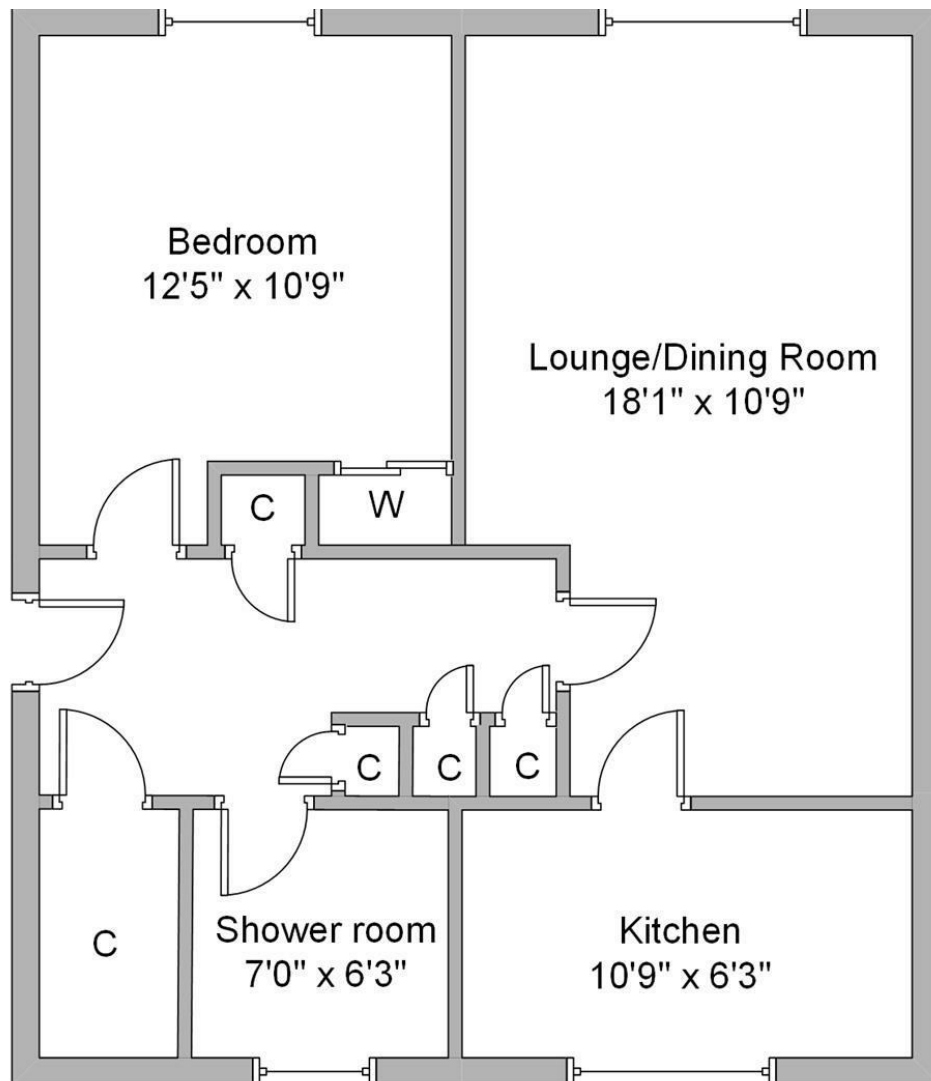 Bedroom
12'5" x 10'9"
Lounge/Dining Room
18'1" x 10'9"
C
W
C
C
C
C
Shower room
7'0" x 6'3"
Kitchen
10'9" x 6'3"